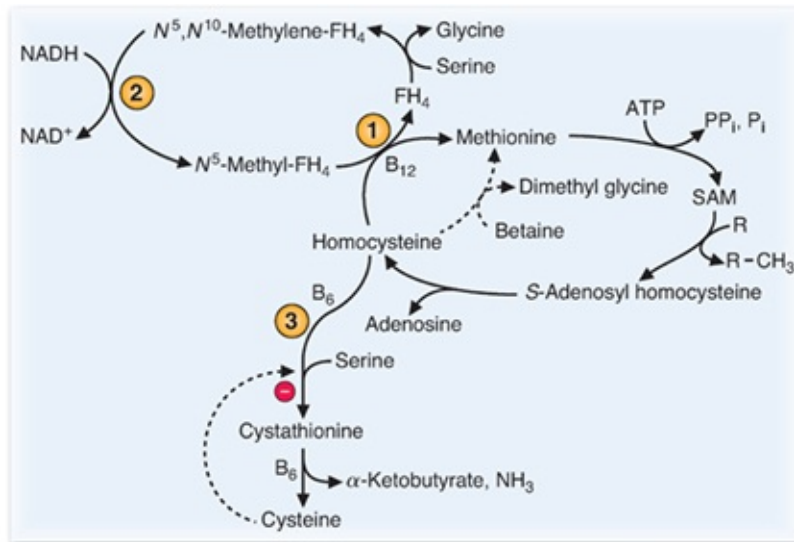 N⁵,N¹⁰-Methylene-FH₄
Glycine
NADH
Serine
2
FH₄
ATP
PPᵢ, Pᵢ
1
NAD⁺
Methionine
N⁵-Methyl-FH₄
B₁₂
Dimethyl glycine
SAM
Betaine
R
Homocysteine
R–CH₃
B₆
S-Adenosyl homocysteine
3
Adenosine
Serine
–
Cystathionine
B₆
α-Ketobutyrate, NH₃
Cysteine